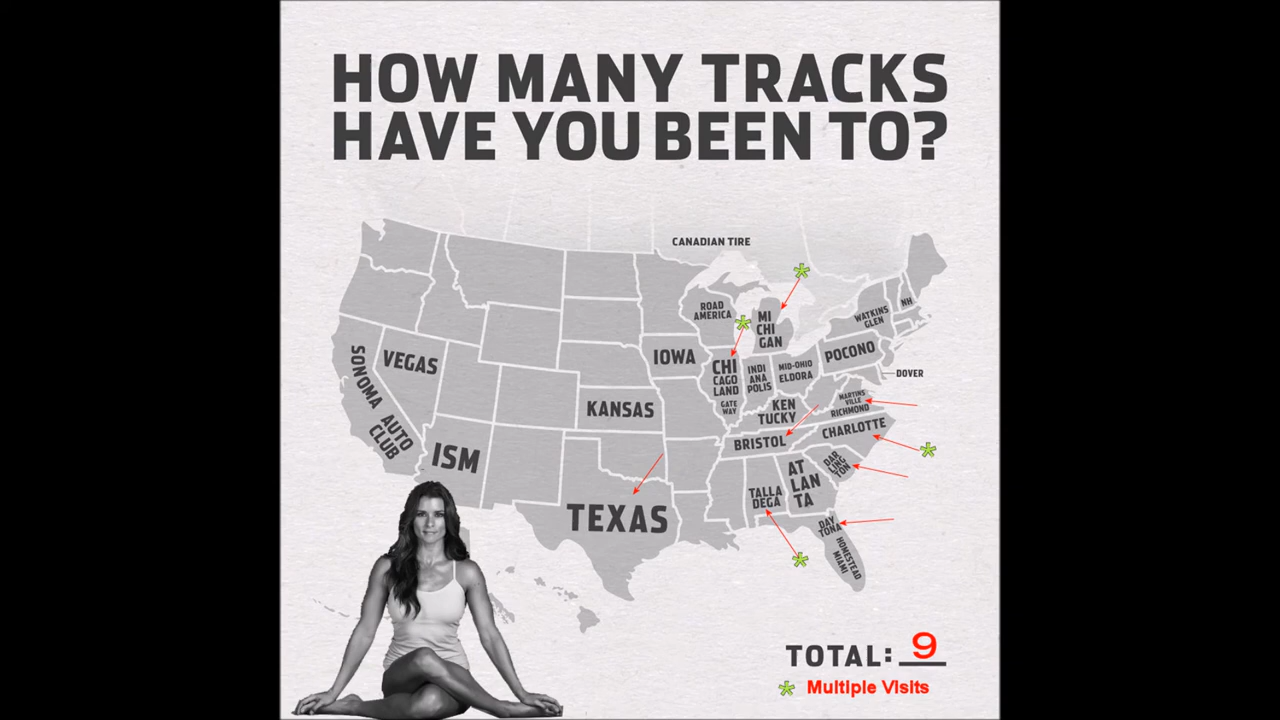 HOW MANY TRACKS
HAVE YOU BEEN TO?
CANADIAN TIRE
ROAD
AMERICA
MI
CHI
GAN
WATKINS
GLEN
NH
SONOMA
VEGAS
IOWA
CHI
CAGO
LAND
GATE
WAY
INDI
ANA
POLIS
MID-OHIO
ELDORA
POCONO
DOVER
AUTO
CLUB
ISM
KANSAS
KEN
TUCKY
MARTINS
VILLE
RICHMOND
BRISTOL
CHARLOTTE
TEXAS
TALLA
DEGA
AT
LAN
TA
DAR
LING
TON
DAY
TONA
HOMESTEAD
MIAMI
TOTAL: 9
* Multiple Visits